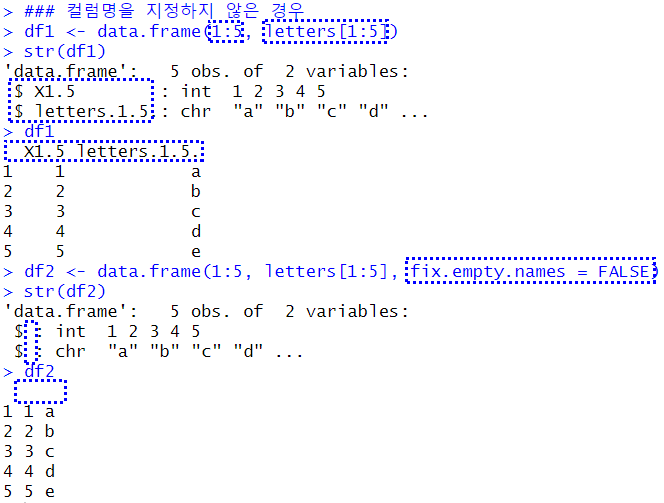 > ### 컬럼명을 지정하지 않은 경우
> df1 <- data.frame(1:5, letters[1:5])
> str(df1)
'data.frame':   5 obs. of  2 variables:
 $ X1.5         : int  1 2 3 4 5
 $ letters.1.5.: chr  "a" "b" "c" "d" ...
> df1
  X1.5 letters.1.5.
1    1            a
2    2            b
3    3            c
4    4            d
5    5            e
> df2 <- data.frame(1:5, letters[1:5], fix.empty.names = FALSE)
> str(df2)
'data.frame':   5 obs. of  2 variables:
 $ : int  1 2 3 4 5
 $ : chr  "a" "b" "c" "d" ...
> df2
1 1 a
2 2 b
3 3 c
4 4 d
5 5 e